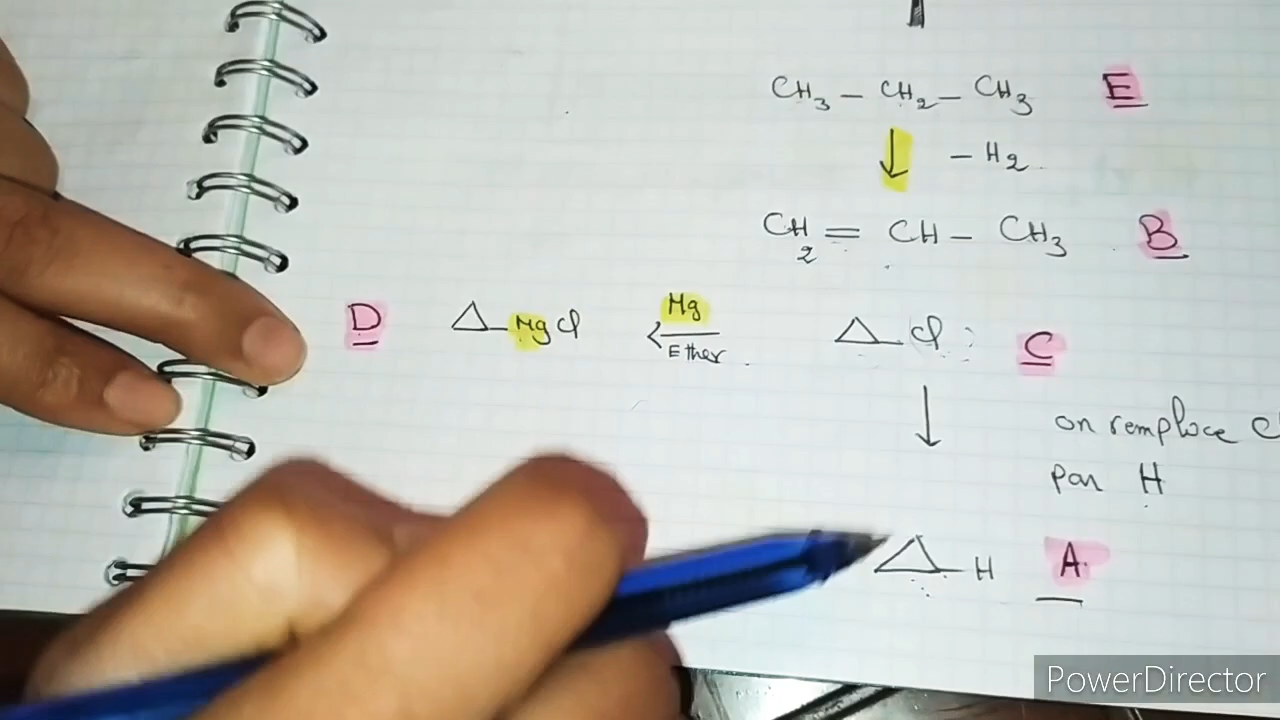 CH3 – CH2 – CH3 E
↓ – H2
CH2 = CH – CH3 B
D △–MgCl ← Mg Ether △–Cl C
↓ on remplace
par H
△–H A
PowerDirector